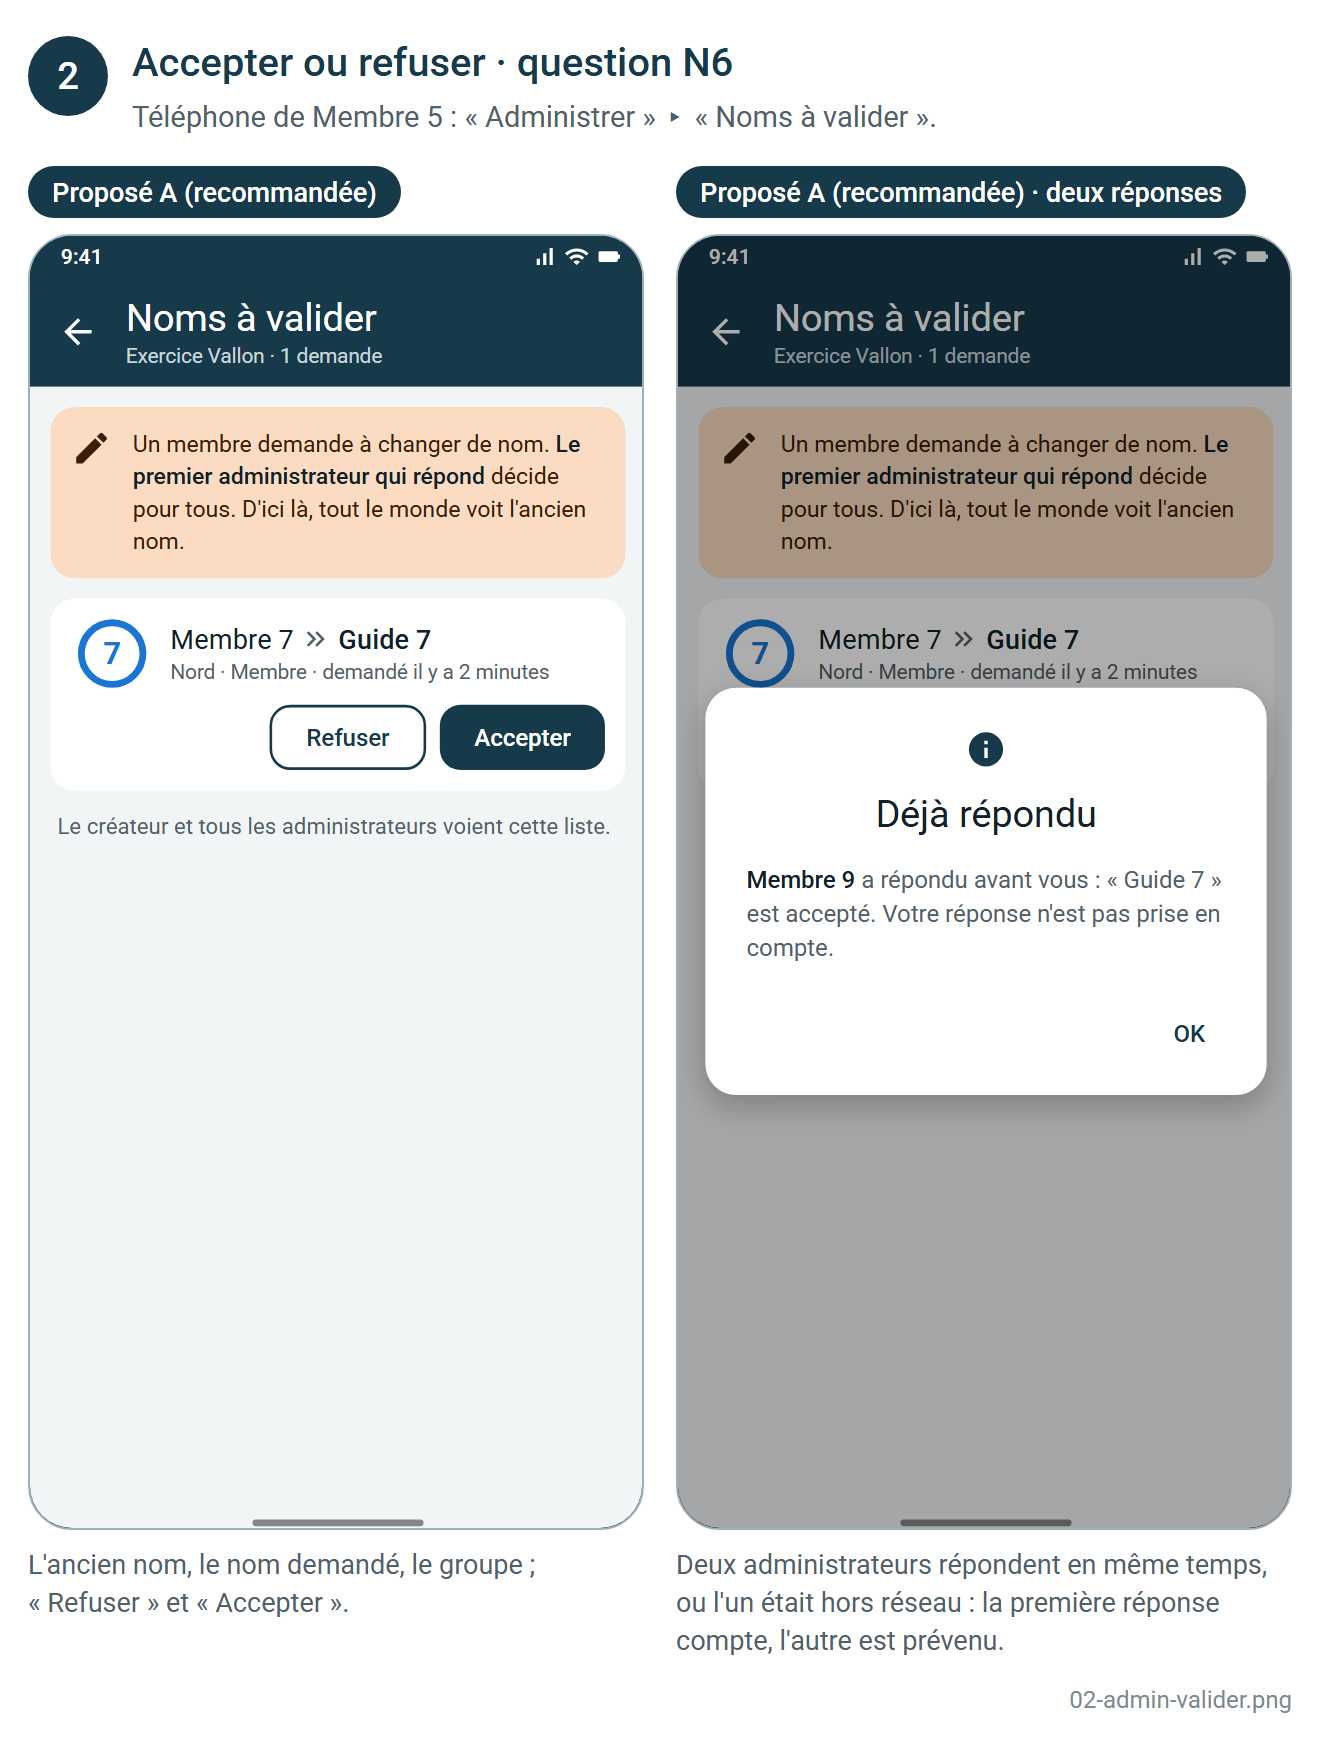 2
Accepter ou refuser · question N6
Téléphone de Membre 5 : « Administrer » ▸ « Noms à valider ».
Proposé A (recommandée)
9:41
Noms à valider
Exercice Vallon · 1 demande
Un membre demande à changer de nom. Le
premier administrateur qui répond décide
pour tous. D'ici là, tout le monde voit l'ancien
nom.
7
Membre 7 » Guide 7
Nord · Membre · demandé il y a 2 minutes
Refuser
Accepter
Le créateur et tous les administrateurs voient cette liste.
L'ancien nom, le nom demandé, le groupe ;
« Refuser » et « Accepter ».
Proposé A (recommandée) · deux réponses
9:41
Noms à valider
Exercice Vallon · 1 demande
Un membre demande à changer de nom. Le
premier administrateur qui répond décide
pour tous. D'ici là, tout le monde voit l'ancien
nom.
7
Membre 7 » Guide 7
Nord · Membre · demandé il y a 2 minutes
Déjà répondu
Membre 9 a répondu avant vous : « Guide 7 »
est accepté. Votre réponse n'est pas prise en
compte.
OK
Deux administrateurs répondent en même temps,
ou l'un était hors réseau : la première réponse
compte, l'autre est prévenu.
02-admin-valider.png